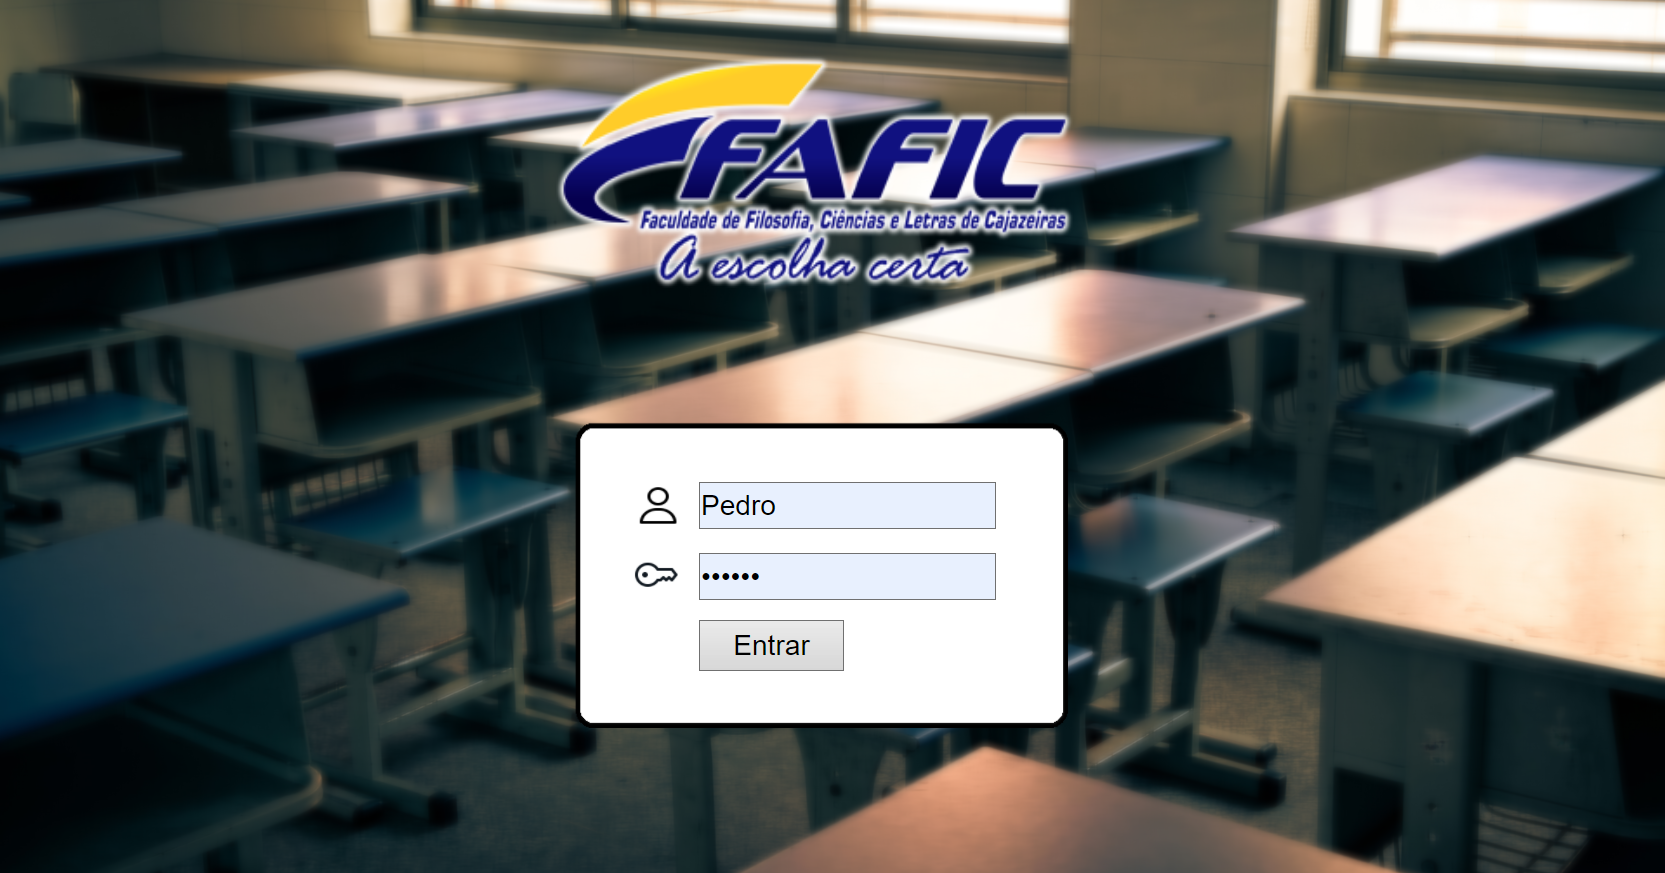 FAFIC
Faculdade de Filosofia, Ciências e Letras de Cajazeiras
A escolha certa
Pedro
••••••
Entrar